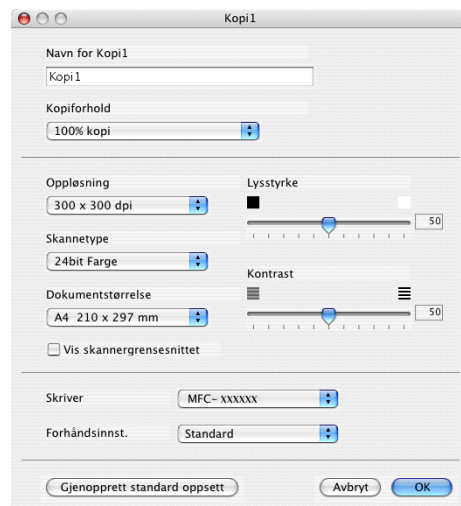 Kopi1
Navn for Kopi1
Kopi1
Kopiforhold
100% kopi
Oppløsning
300 x 300 dpi
Lysstyrke
50
Skannetype
24bit Farge
Kontrast
50
Dokumentstørrelse
A4 210 x 297 mm
Vis skannergrensesnittet
Skriver
MFC- xxxxxx
Forhåndsinnst.
Standard
Gjenopprett standard oppsett
Avbryt
OK